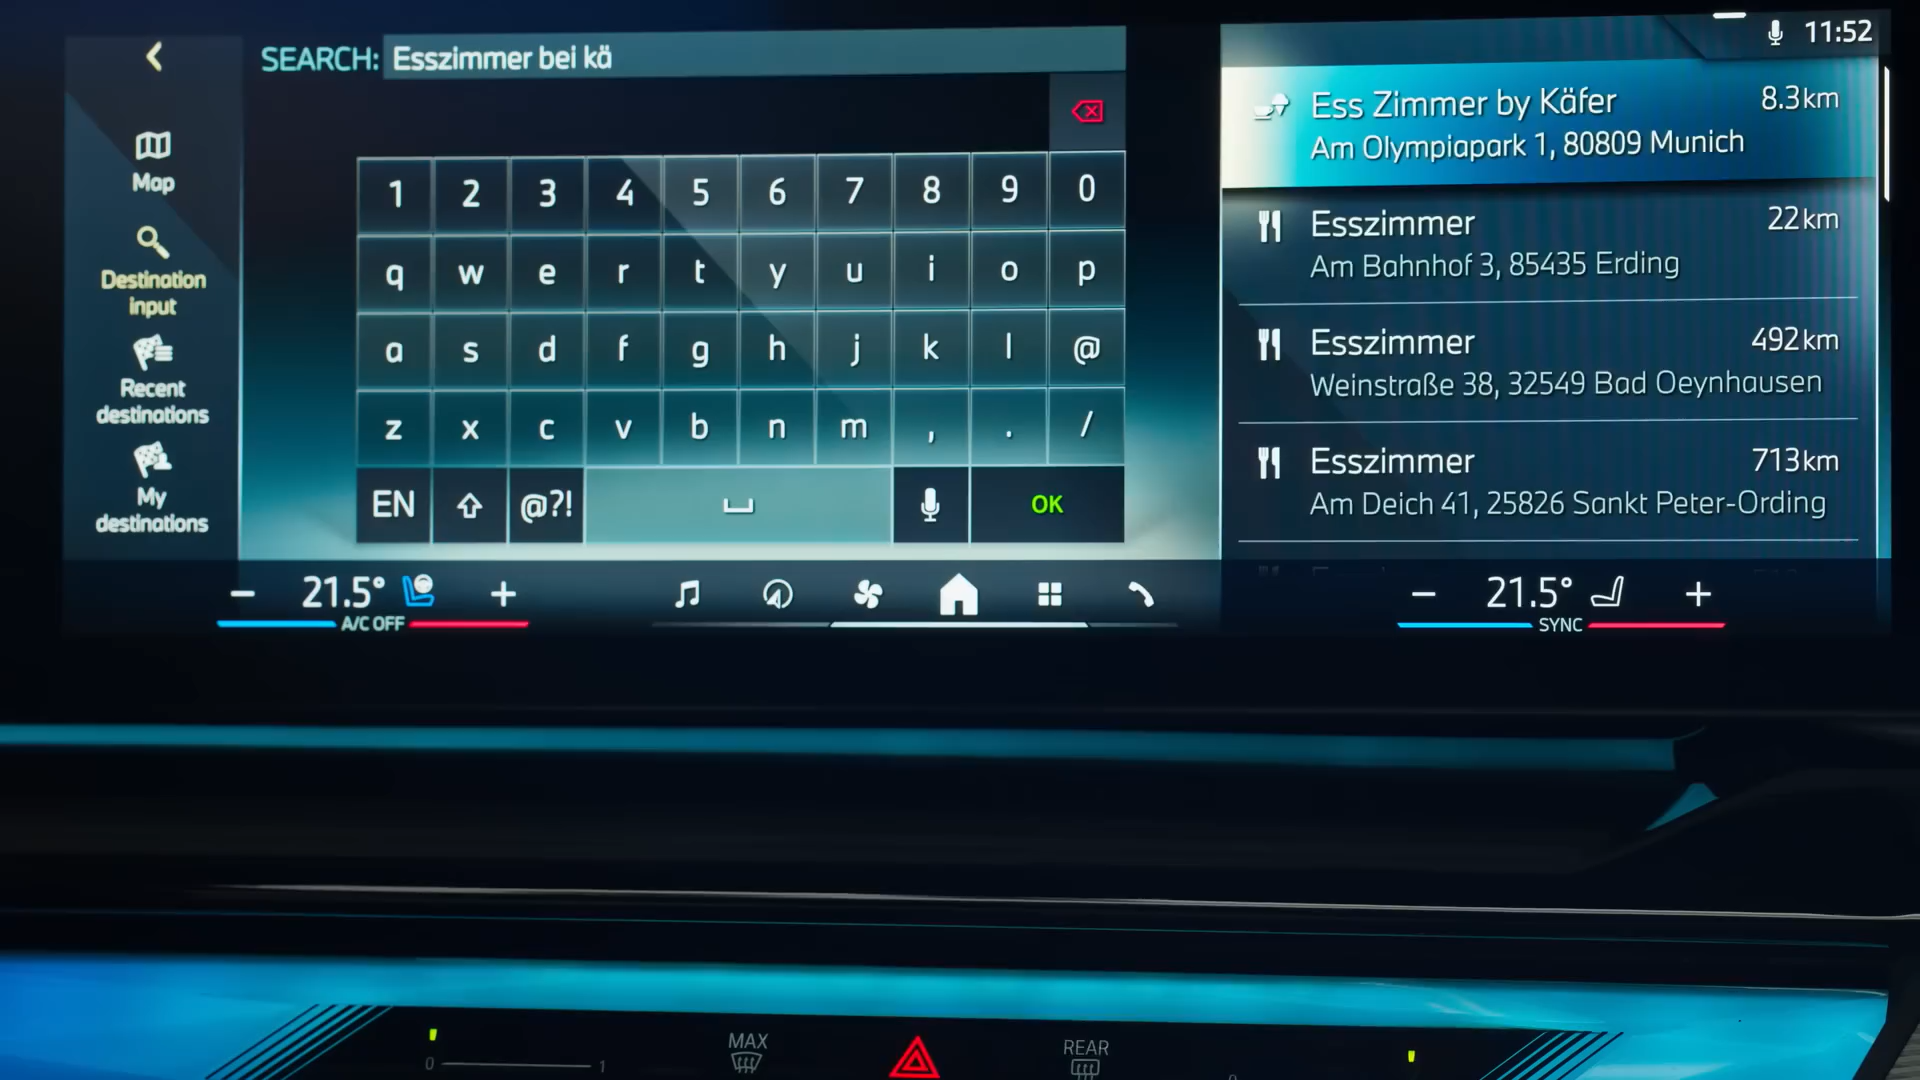 SEARCH: Esszimmer bei kä
11:52
Map
Destination
input
Recent
destinations
My
destinations
1 2 3 4 5 6 7 8 9 0
q w e r t y u i o p
a s d f g h j k l @
z x c v b n m , . /
EN @?! OK
Ess Zimmer by Käfer 8.3km
Am Olympiapark 1, 80809 Munich
Esszimmer 22km
Am Bahnhof 3, 85435 Erding
Esszimmer 492km
Weinstraße 38, 32549 Bad Oeynhausen
Esszimmer 713km
Am Deich 41, 25826 Sankt Peter-Ording
− 21.5° +
A/C OFF
− 21.5° +
SYNC
MAX
REAR
0 1
0